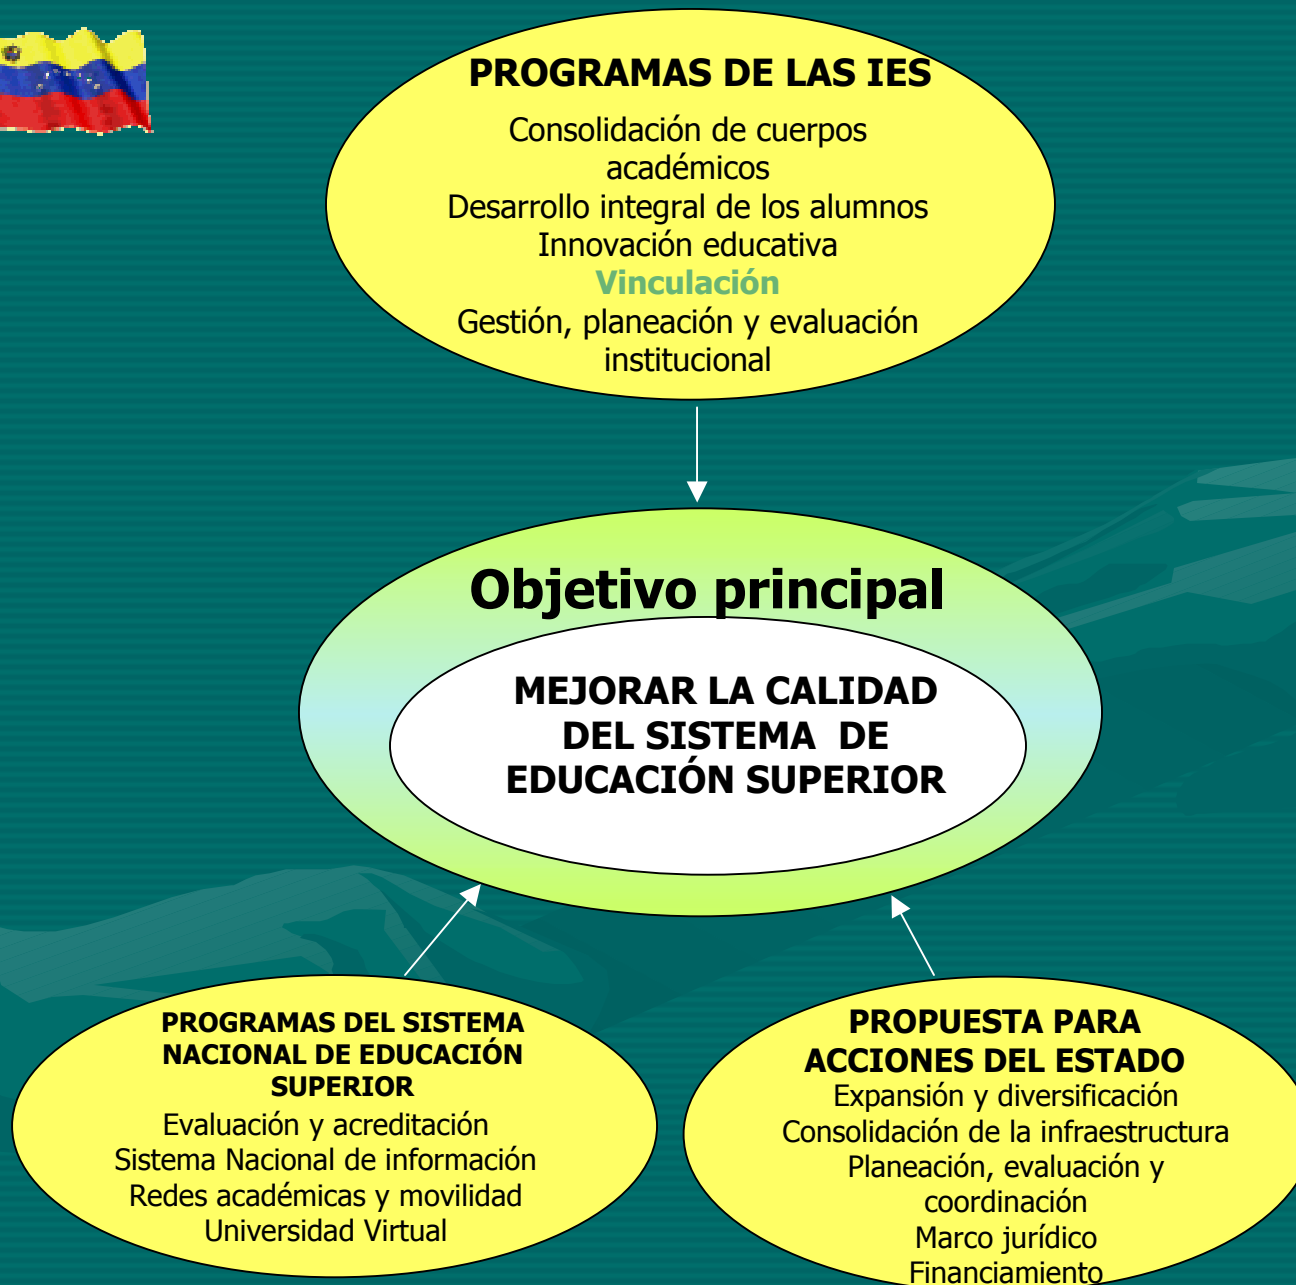 PROGRAMAS DE LAS IES
Consolidación de cuerpos
académicos
Desarrollo integral de los alumnos
Innovación educativa
Vinculación
Gestión, planeación y evaluación
institucional
Objetivo principal
MEJORAR LA CALIDAD
DEL SISTEMA DE
EDUCACIÓN SUPERIOR
PROGRAMAS DEL SISTEMA
NACIONAL DE EDUCACIÓN
SUPERIOR
Evaluación y acreditación
Sistema Nacional de información
Redes académicas y movilidad
Universidad Virtual
PROPUESTA PARA
ACCIONES DEL ESTADO
Expansión y diversificación
Consolidación de la infraestructura
Planeación, evaluación y
coordinación
Marco jurídico
Financiamiento